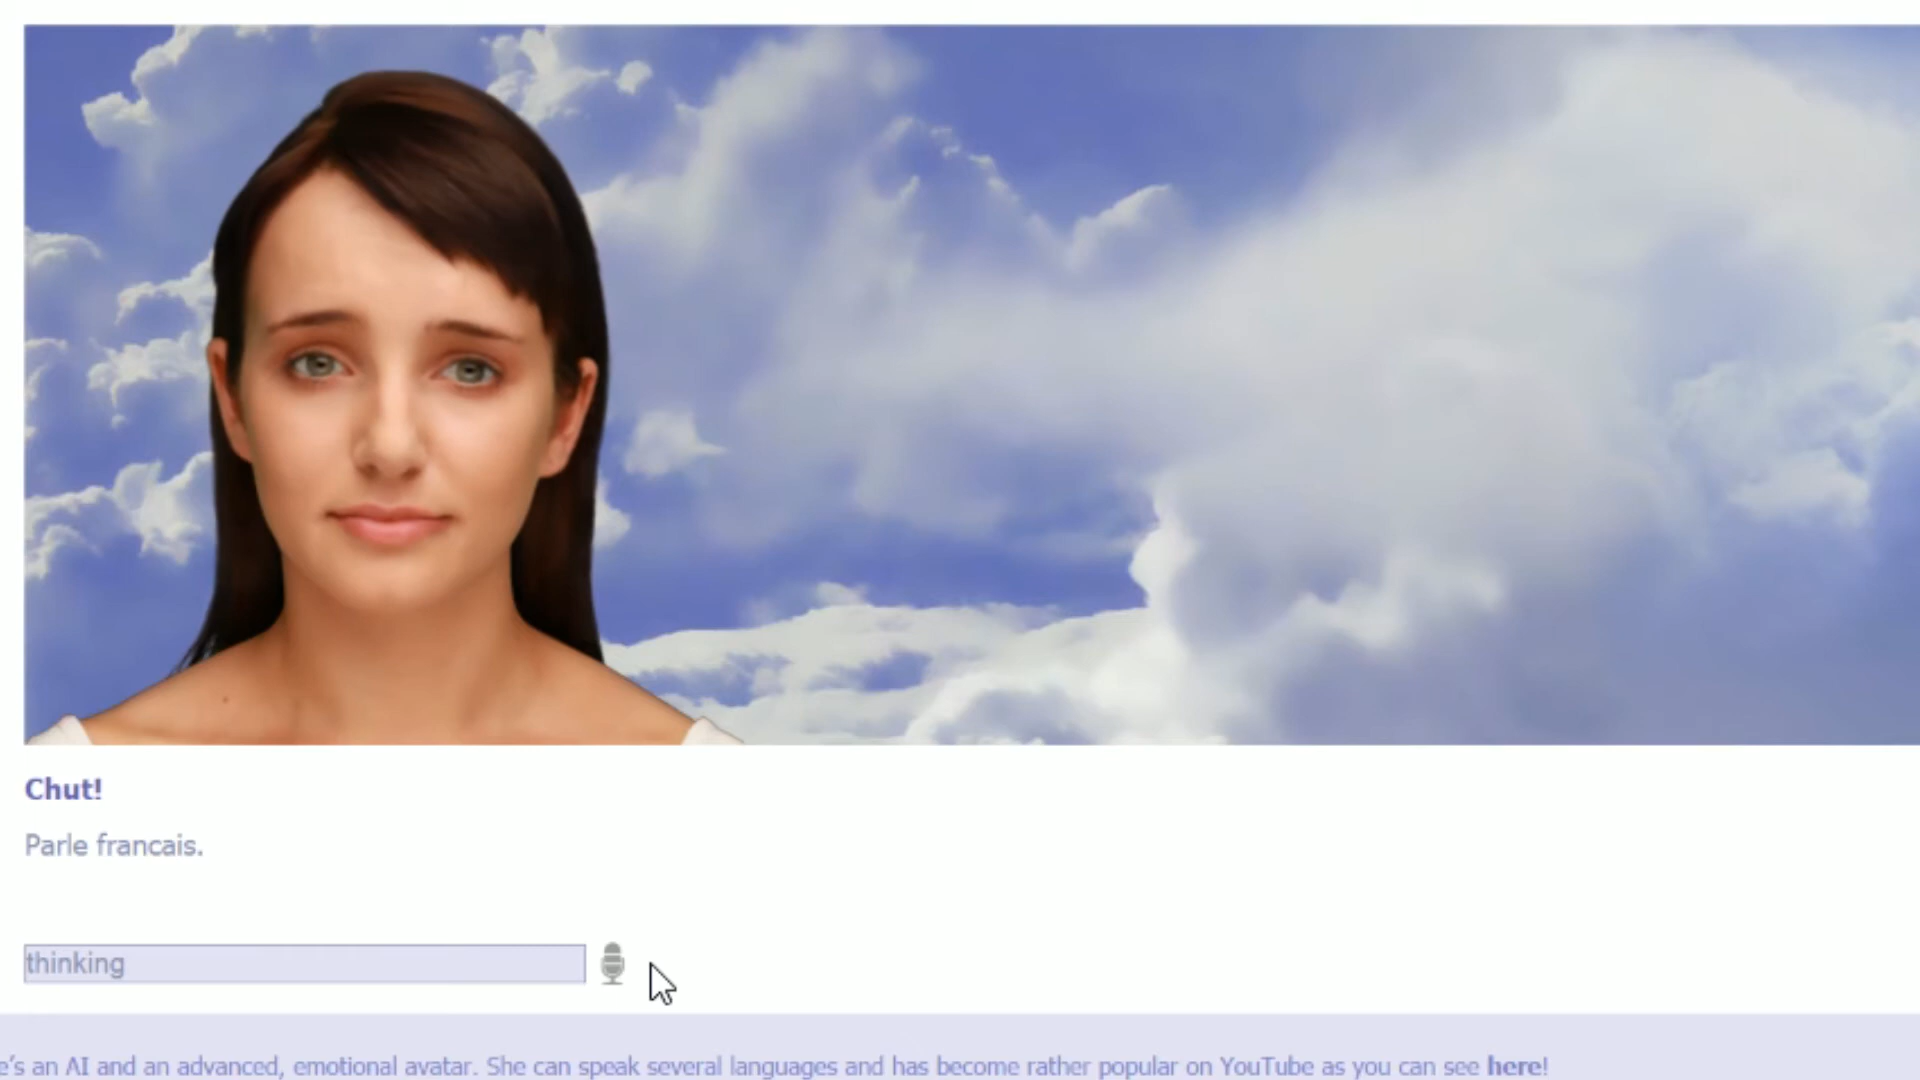 Chut!
Parle francais.
thinking
e's an AI and an advanced, emotional avatar. She can speak several languages and has become rather popular on YouTube as you can see here!